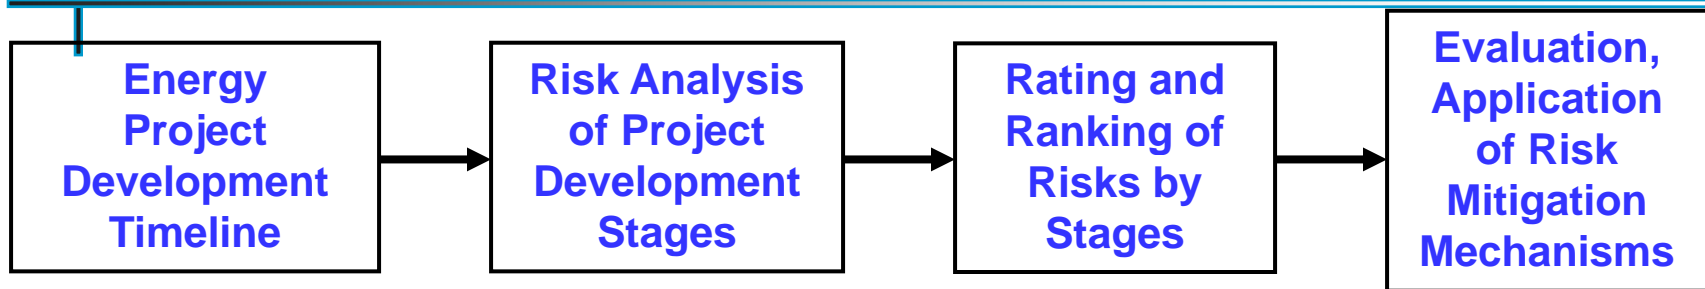 Energy
Project
Development
Timeline
Risk Analysis
of Project
Development
Stages
Rating and
Ranking of
Risks by
Stages
Evaluation,
Application
of Risk
Mitigation
Mechanisms